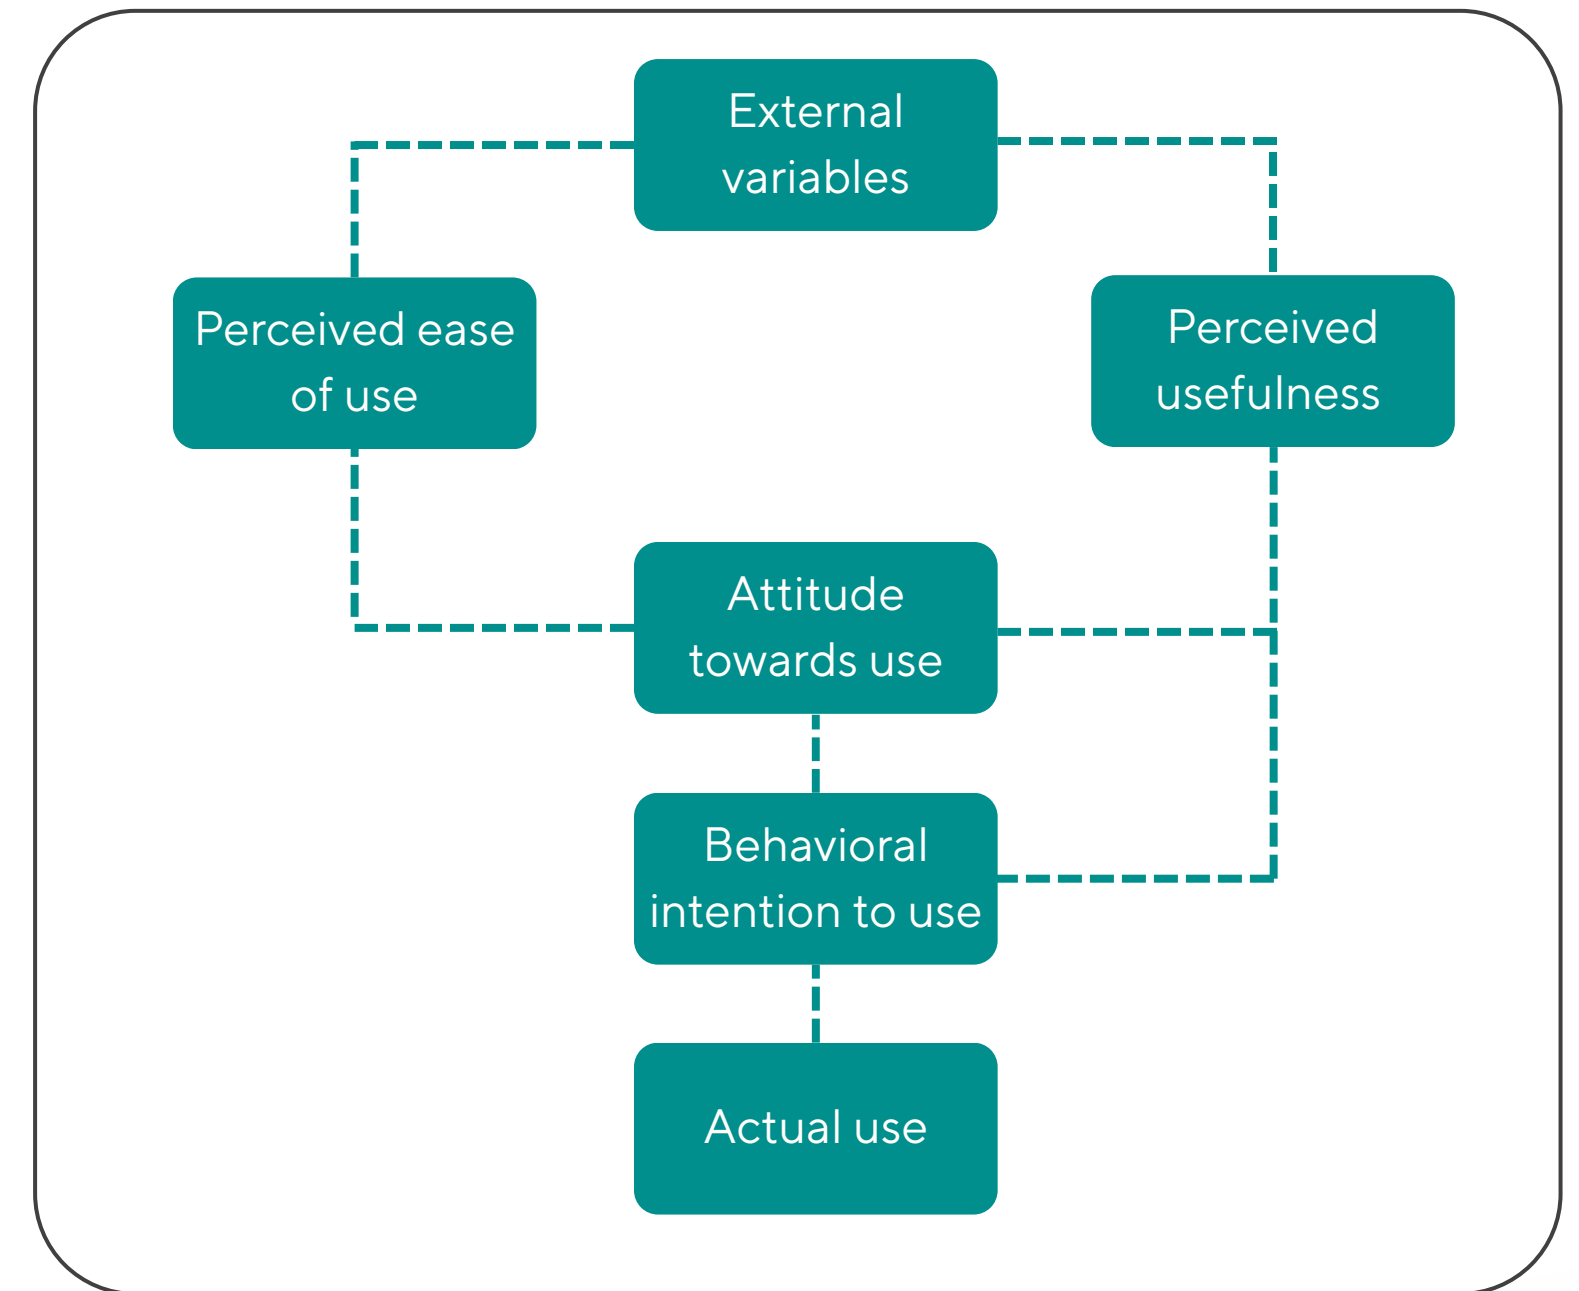 External
variables
Perceived ease
of use
Perceived
usefulness
Attitude
towards use
Behavioral
intention to use
Actual use